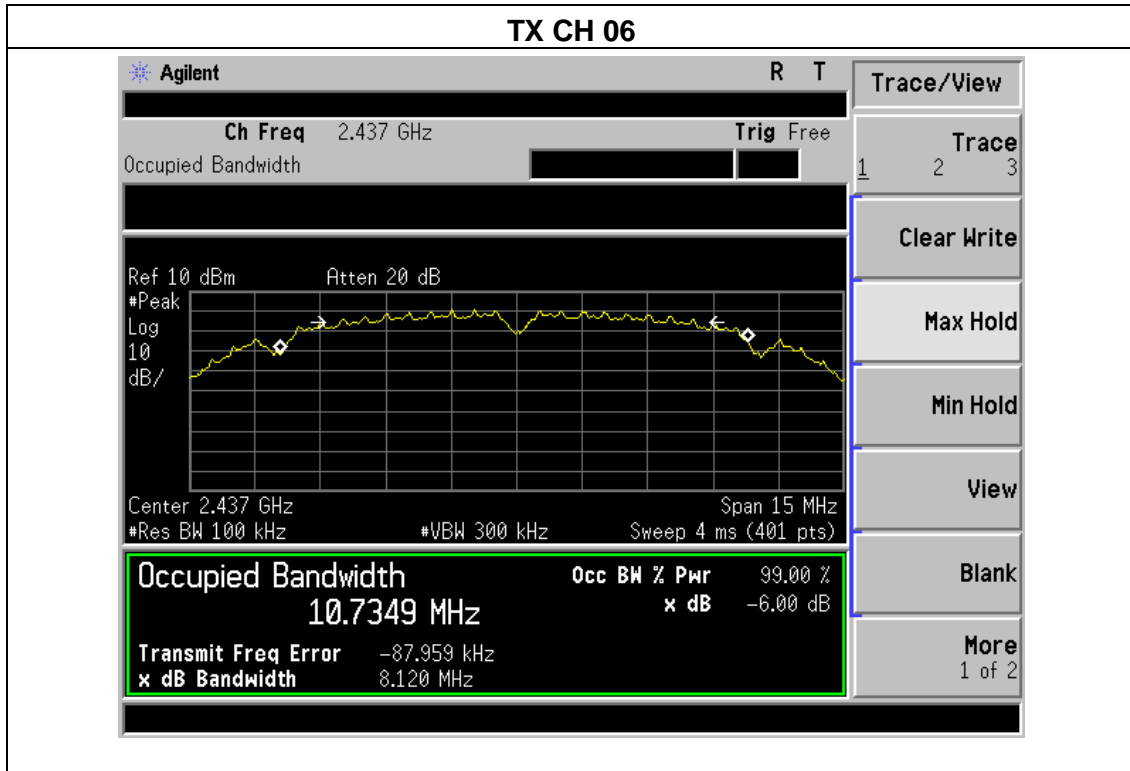 TX CH 06
Agilent R T
Trace/View
Ch Freq 2.437 GHz Trig Free
Occupied Bandwidth
Trace
1 2 3
Clear Write
Max Hold
Min Hold
View
Blank
More
1 of 2
Ref 10 dBm Atten 20 dB
#Peak
Log
10
dB/
Center 2.437 GHz Span 15 MHz
#Res BW 100 kHz #VBW 300 kHz Sweep 4 ms (401 pts)
Occupied Bandwidth Occ BW % Pwr 99.00 %
10.7349 MHz x dB -6.00 dB
Transmit Freq Error -87.959 kHz
x dB Bandwidth 8.120 MHz